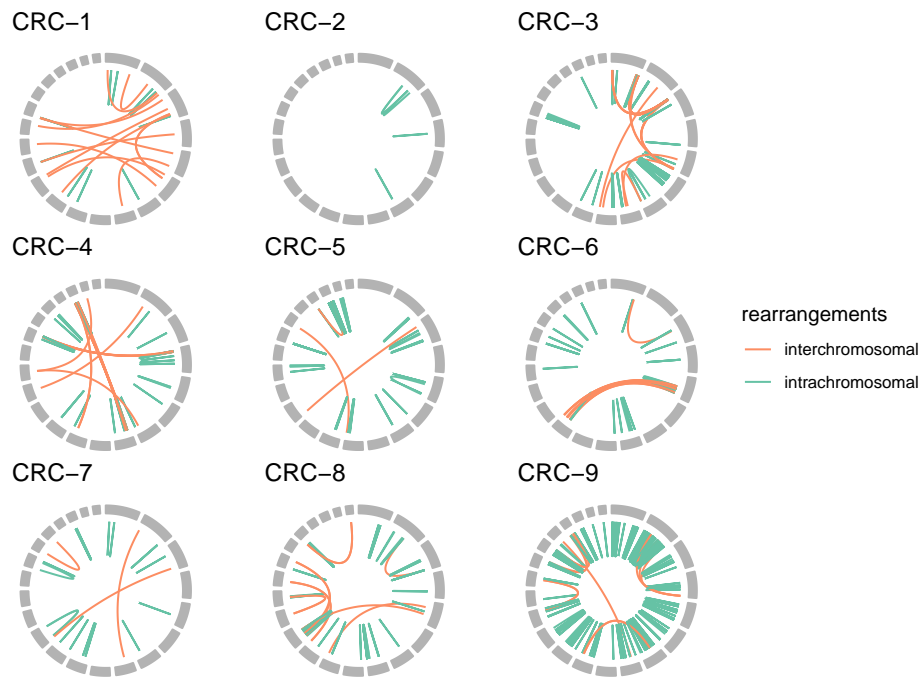 CRC−1
CRC−2
CRC−3
CRC−4
CRC−5
CRC−6
CRC−7
CRC−8
CRC−9
rearrangements
interchromosomal
intrachromosomal